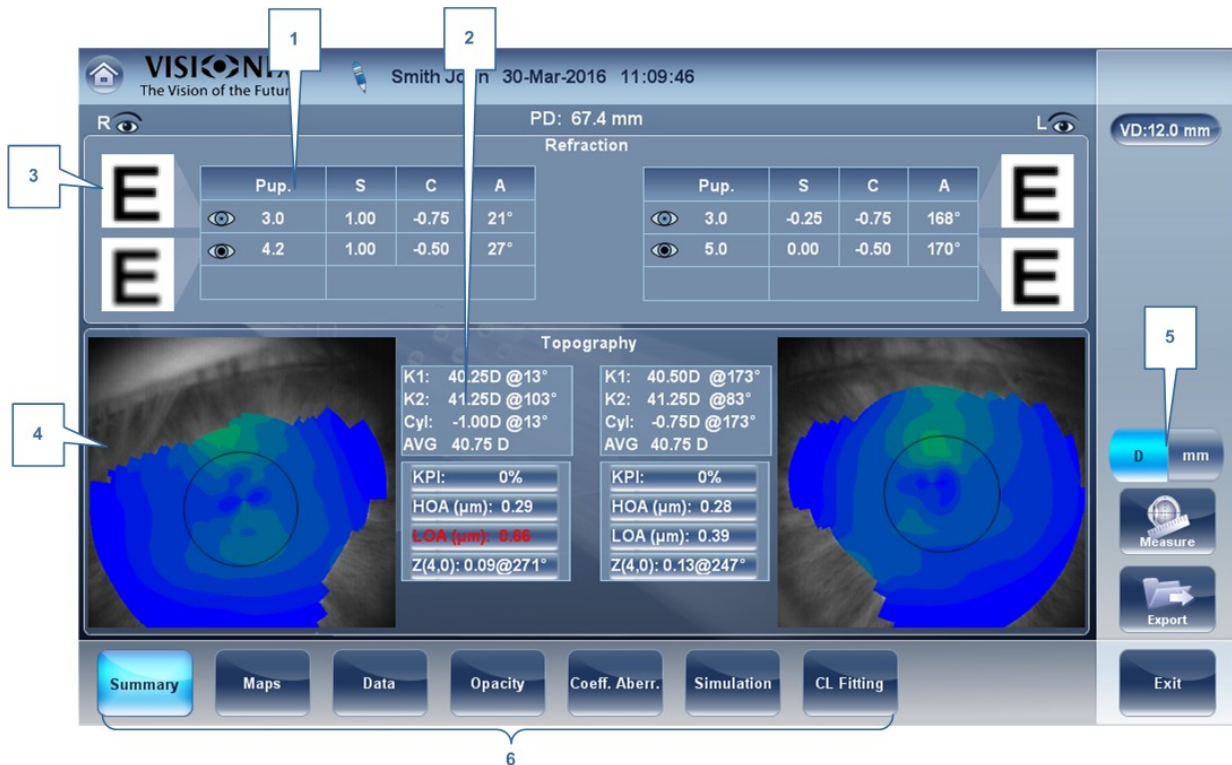 1
2
VISI
Smith Jo n 30-Mar-2016 11:09:46
The Vision of the Futur
R
PD: 67.4 mm
L
VD:12.0 mm
Refraction
3
E
Pup. S C A
3.0 1.00 -0.75 21°
4.2 1.00 -0.50 27°
E
Pup. S C A
3.0 -0.25 -0.75 168°
5.0 0.00 -0.50 170°
E
E
Topography
4
K1: 40.25D @13°
K2: 41.25D @103°
Cyl: -1.00D @13°
AVG 40.75 D
KPI: 0%
HOA (µm): 0.29
LOA (µm): 0.66
Z(4,0): 0.09@271°
K1: 40.50D @173°
K2: 41.25D @83°
Cyl: -0.75D @173°
AVG 40.75 D
KPI: 0%
HOA (µm): 0.28
LOA (µm): 0.39
Z(4,0): 0.13@247°
5
D mm
Measure
Export
Summary Maps Data Opacity Coeff. Aberr. Simulation CL Fitting Exit
6